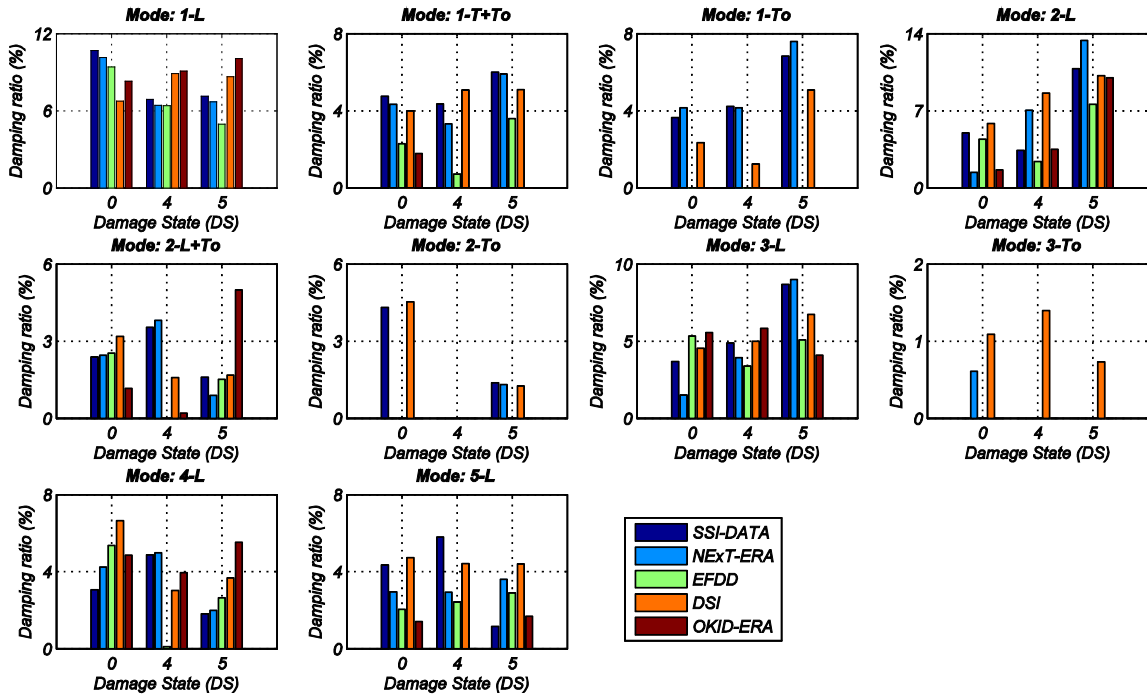 Mode: 1-L
12
6
0
Damping ratio (%)
0 4 5
Damage State (DS)
Mode: 1-T+To
8
4
0
Damping ratio (%)
0 4 5
Damage State (DS)
Mode: 1-To
8
4
0
Damping ratio (%)
0 4 5
Damage State (DS)
Mode: 2-L
14
7
0
Damping ratio (%)
0 4 5
Damage State (DS)
Mode: 2-L+To
6
3
0
Damping ratio (%)
0 4 5
Damage State (DS)
Mode: 2-To
6
3
0
Damping ratio (%)
0 4 5
Damage State (DS)
Mode: 3-L
10
5
0
Damping ratio (%)
0 4 5
Damage State (DS)
Mode: 3-To
2
1
0
Damping ratio (%)
0 4 5
Damage State (DS)
Mode: 4-L
8
4
0
Damping ratio (%)
0 4 5
Damage State (DS)
Mode: 5-L
8
4
0
Damping ratio (%)
0 4 5
Damage State (DS)
SSI-DATA
NExT-ERA
EFDD
DSI
OKID-ERA